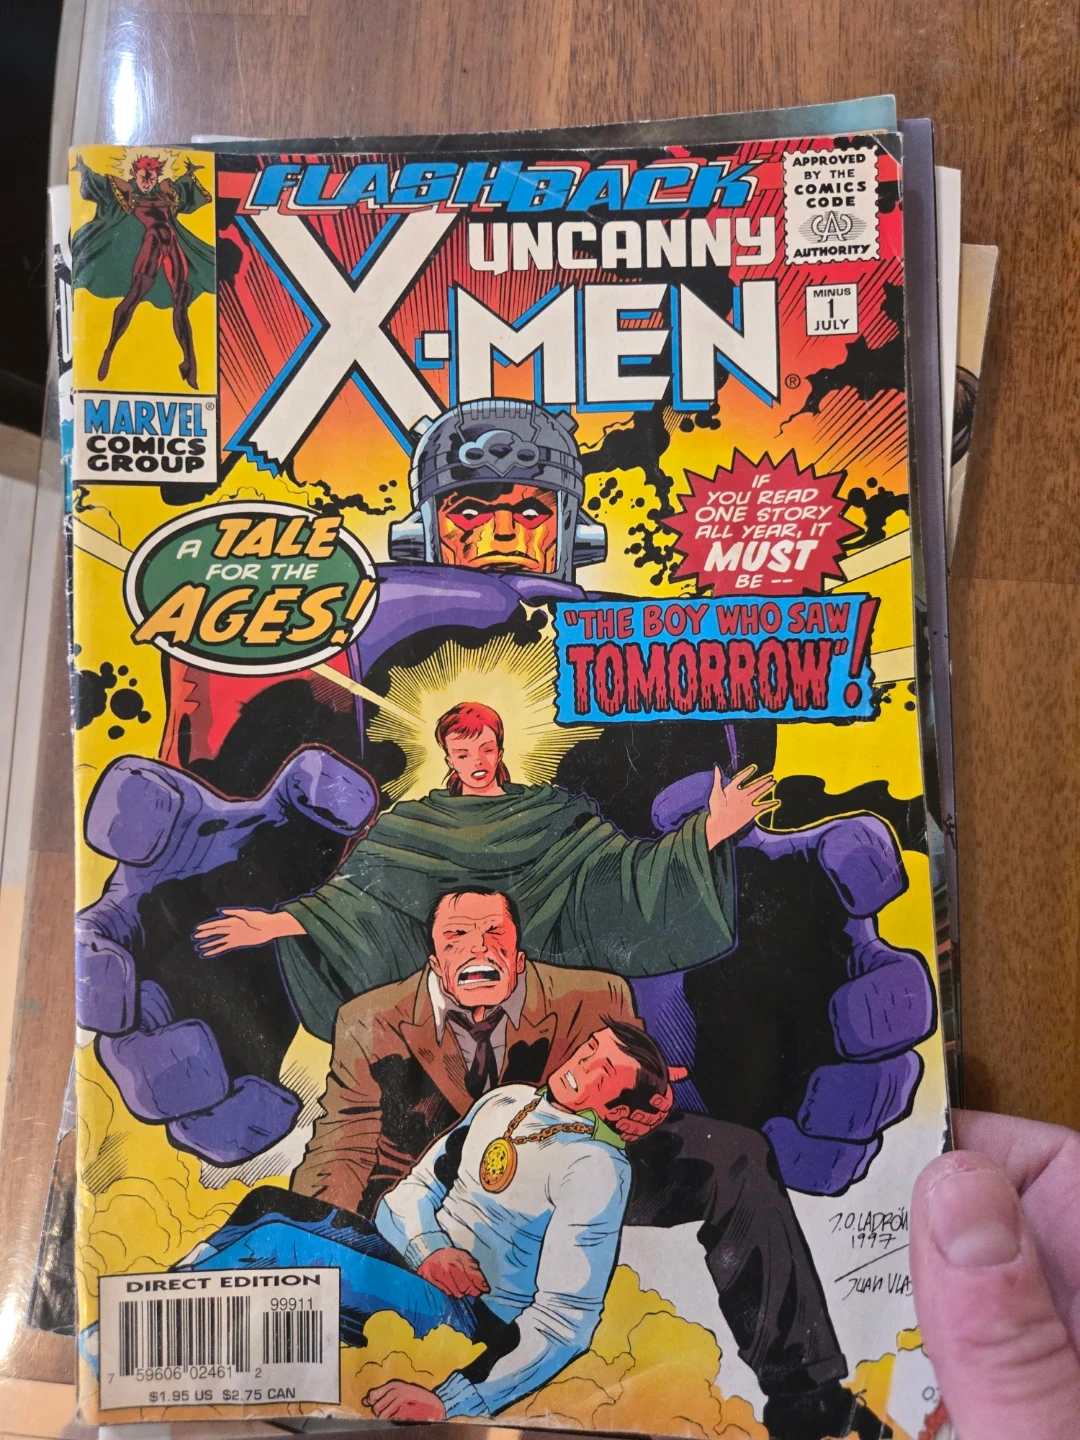 FLASHBACK
UNCANNY
X-MEN®
APPROVED
BY THE
COMICS
CODE
CA
AUTHORITY
MINUS
1
JULY
MARVEL®
COMICS
GROUP
A TALE
FOR THE
AGES!
IF
YOU READ
ONE STORY
ALL YEAR, IT
MUST
BE --
"THE BOY WHO SAW
TOMORROW"!
J.O. LADRÖN
1997
JUAN VLAS
DIRECT EDITION
99911
7 59606 02461 2
$1.95 US $2.75 CAN